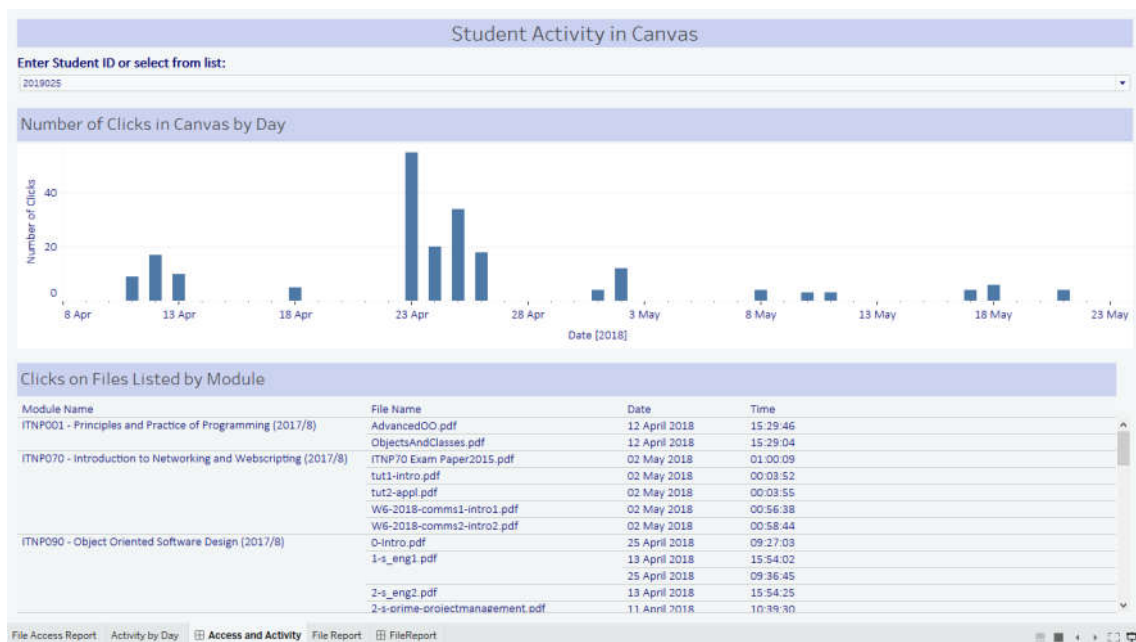 Student Activity in Canvas
Enter Student ID or select from list:
2019025
Number of Clicks in Canvas by Day
Number of Clicks
40
20
0
8 Apr 13 Apr 18 Apr 23 Apr 28 Apr 3 May 8 May 13 May 18 May 23 May
Date [2018]
Clicks on Files Listed by Module
Module Name File Name Date Time
ITNP001 - Principles and Practice of Programming (2017/8) AdvancedOO.pdf 12 April 2018 15:29:46
ObjectsAndClasses.pdf 12 April 2018 15:29:04
ITNP070 - Introduction to Networking and Webscripting (2017/8) ITNP70 Exam Paper2015.pdf 02 May 2018 01:00:09
tut1-intro.pdf 02 May 2018 00:03:52
tut2-appl.pdf 02 May 2018 00:03:55
W6-2018-comms1-intro1.pdf 02 May 2018 00:56:38
W6-2018-comms2-intro2.pdf 02 May 2018 00:58:44
ITNP090 - Object Oriented Software Design (2017/8) 0-Intro.pdf 25 April 2018 09:27:03
1-s_eng1.pdf 13 April 2018 15:54:02
25 April 2018 09:36:45
2-s_eng2.pdf 13 April 2018 15:54:25
2-s-prime-projectmanagement.pdf 11 April 2018 10:39:30
File Access Report Activity by Day Access and Activity File Report FileReport